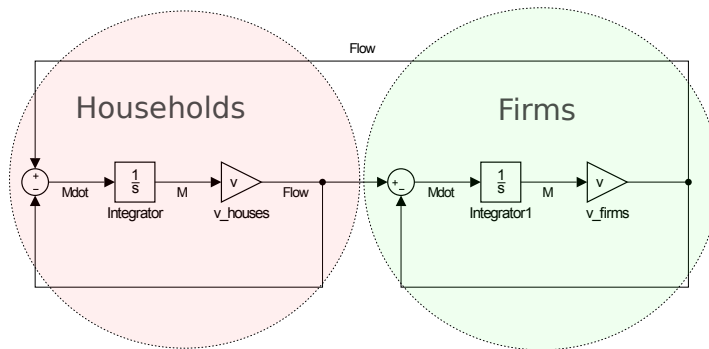 Flow
Households
Firms
+
−
Mdot
1
s
Integrator
M
v
v_houses
Flow
+
−
Mdot
1
s
Integrator1
M
v
v_firms